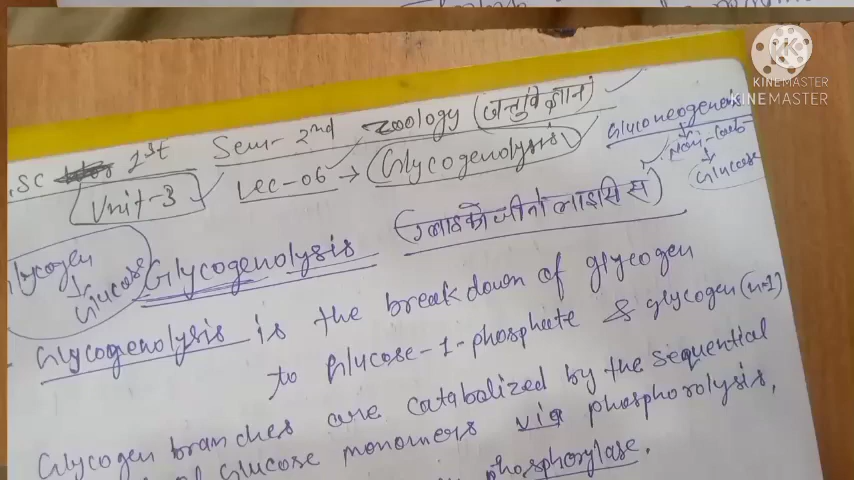 KINEMASTER
KINEMASTER
.SC 1st Sem-2nd Zoology (जन्तुविज्ञान)
Unit-3 Lec-06 → Glycogenolysis
Gluconeogenesis
Non-Carb-
↓
Glucose
glycogen
↓
Glucose
Glycogenolysis (ग्लाइकोजीनोलाइसिस)
Glycogenolysis is the breakdown of glycogen
to Glucose-1-phosphate & glycogen (n-1)
Glycogen branches are catabolized by the sequential
of Glucose monomers via phosphorolysis,
phosphorylase.